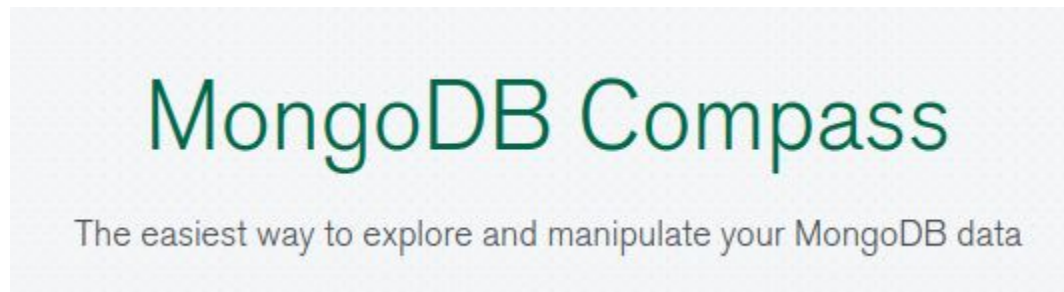 MongoDB Compass
The easiest way to explore and manipulate your MongoDB data